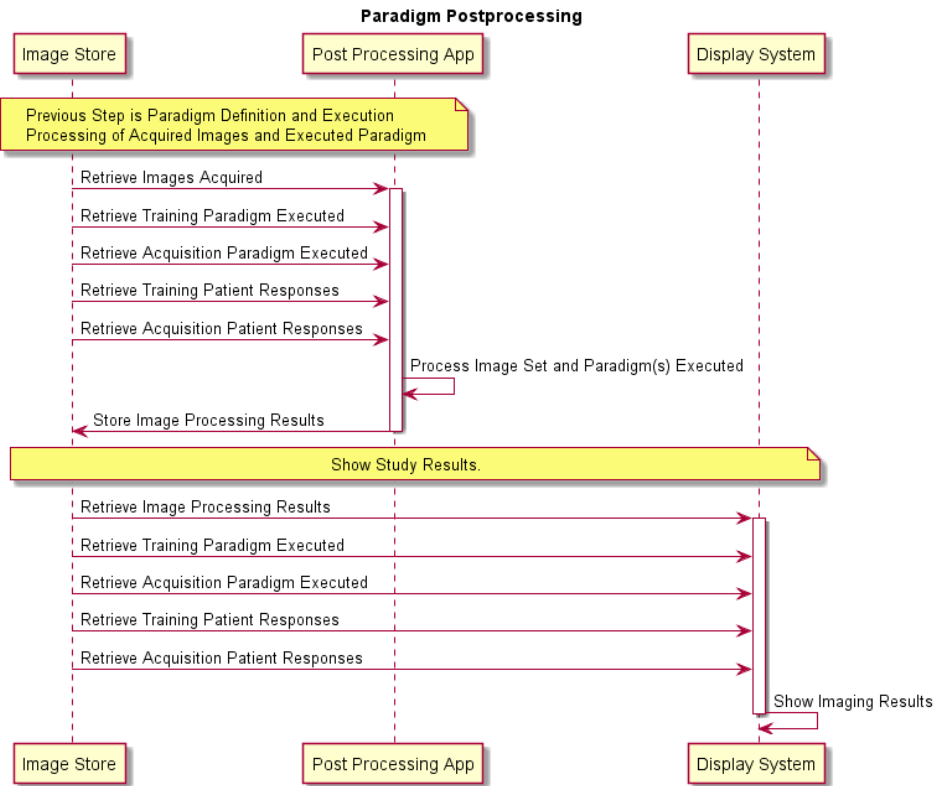 Paradigm Postprocessing
Image Store
Post Processing App
Display System
Previous Step is Paradigm Definition and Execution
Processing of Acquired Images and Executed Paradigm
Retrieve Images Acquired
Retrieve Training Paradigm Executed
Retrieve Acquisition Paradigm Executed
Retrieve Training Patient Responses
Retrieve Acquisition Patient Responses
Process Image Set and Paradigm(s) Executed
Store Image Processing Results
Show Study Results.
Retrieve Image Processing Results
Retrieve Training Paradigm Executed
Retrieve Acquisition Paradigm Executed
Retrieve Training Patient Responses
Retrieve Acquisition Patient Responses
Show Imaging Results
Image Store
Post Processing App
Display System